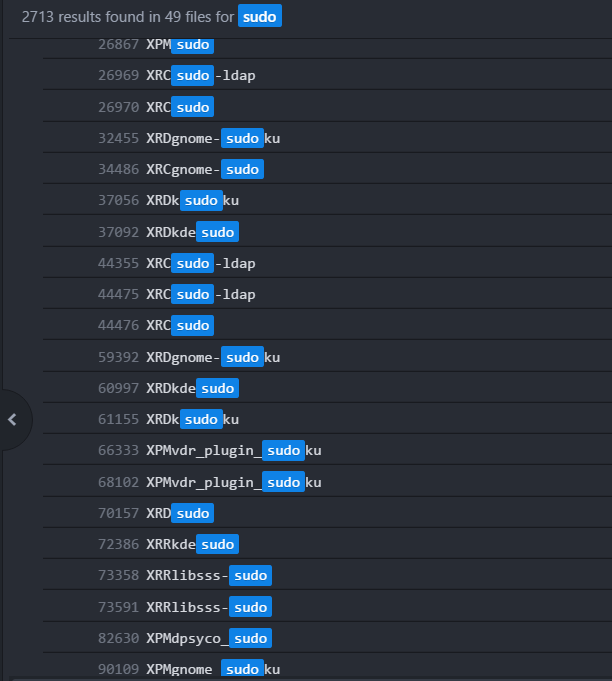 2713 results found in 49 files for sudo
26867 XPMsudo
26969 XRCsudo-ldap
26970 XRCsudo
32455 XRDgnome-sudoku
34486 XRCgnome-sudo
37056 XRDksudoku
37092 XRDkdesudo
44355 XRCsudo-ldap
44475 XRCsudo-ldap
44476 XRCsudo
59392 XRDgnome-sudoku
60997 XRDkdesudo
61155 XRDksudoku
66333 XPMvdr_plugin_sudoku
68102 XPMvdr_plugin_sudoku
70157 XRDsudo
72386 XRRkdesudo
73358 XRRlibsss-sudo
73591 XRRlibsss-sudo
82630 XPMdpsyco_sudo
90109 XPMgnome_sudoku